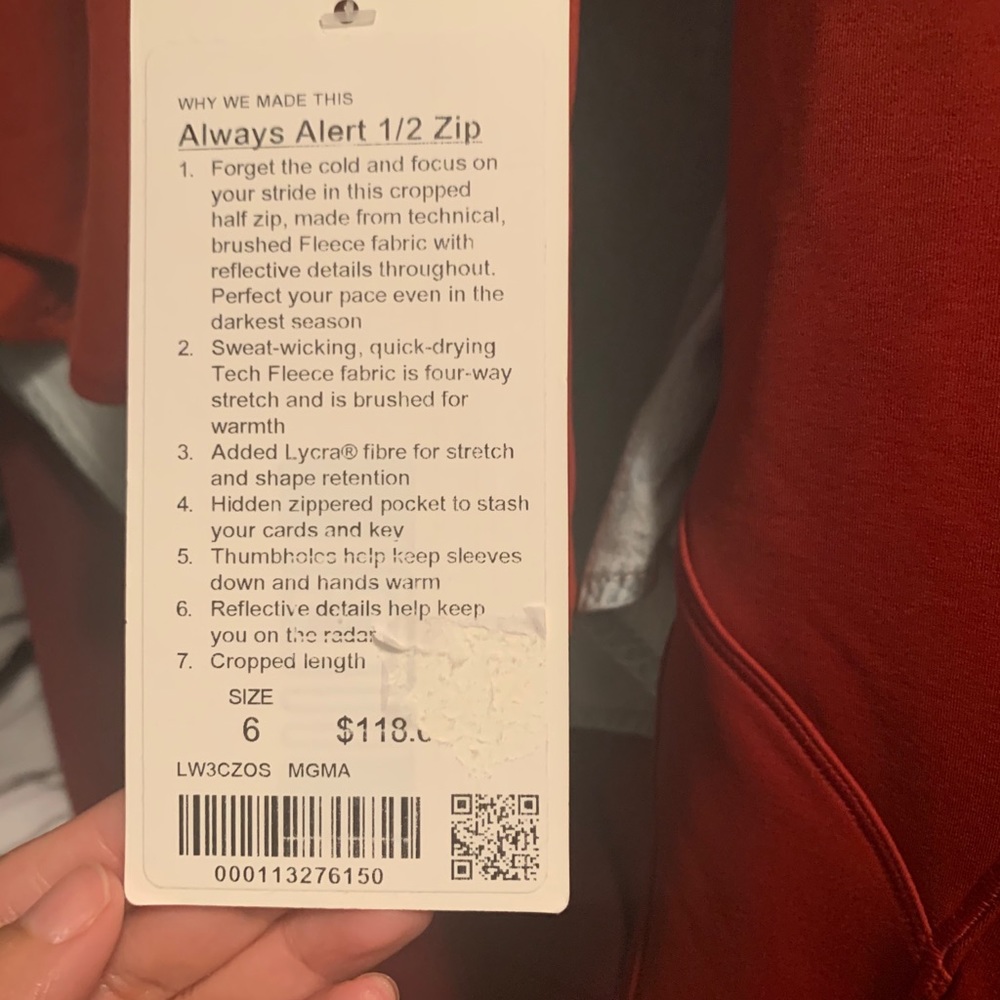 WHY WE MADE THIS
Always Alert 1/2 Zip
1. Forget the cold and focus on
your stride in this cropped
half zip, made from technical,
brushed Fleece fabric with
reflective details throughout.
Perfect your pace even in the
darkest season
2. Sweat-wicking, quick-drying
Tech Fleece fabric is four-way
stretch and is brushed for
warmth
3. Added Lycra® fibre for stretch
and shape retention
4. Hidden zippered pocket to stash
your cards and key
5. Thumbholes help keep sleeves
down and hands warm
6. Reflective details help keep
you on the radar
7. Cropped length
SIZE
6 $118.
LW3CZOS MGMA
000113276150